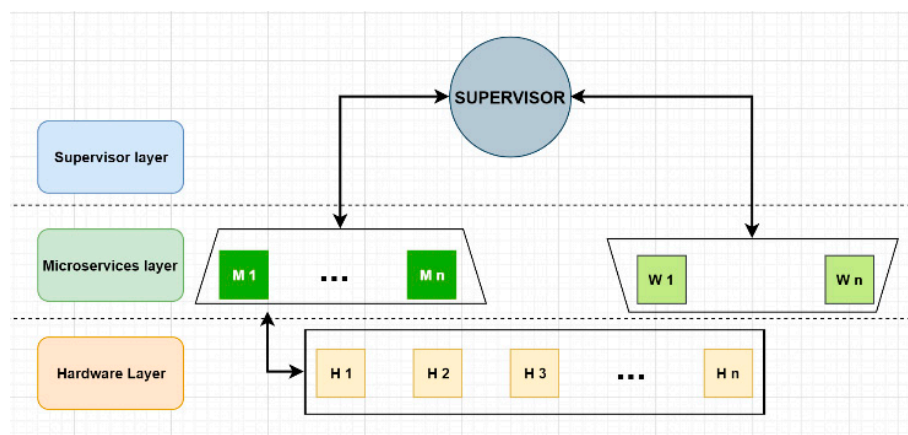 SUPERVISOR
Supervisor layer
Microservices layer
M 1 ... M n
W 1 W n
Hardware Layer
H 1 H 2 H 3 ... H n